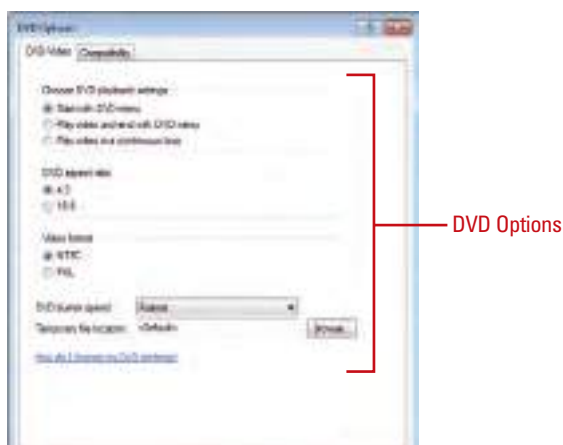 DVD Options
DVD Video Compatibility
Choose DVD playback settings
Start with DVD menu
Play video and end with DVD menu
Play video in a continuous loop
DVD aspect ratio
4:3
16:9
Video format
NTSC
PAL
DVD burner speed: Fastest
Temporary file location: <Default> Browse...
How do I change my DVD settings?
DVD Options